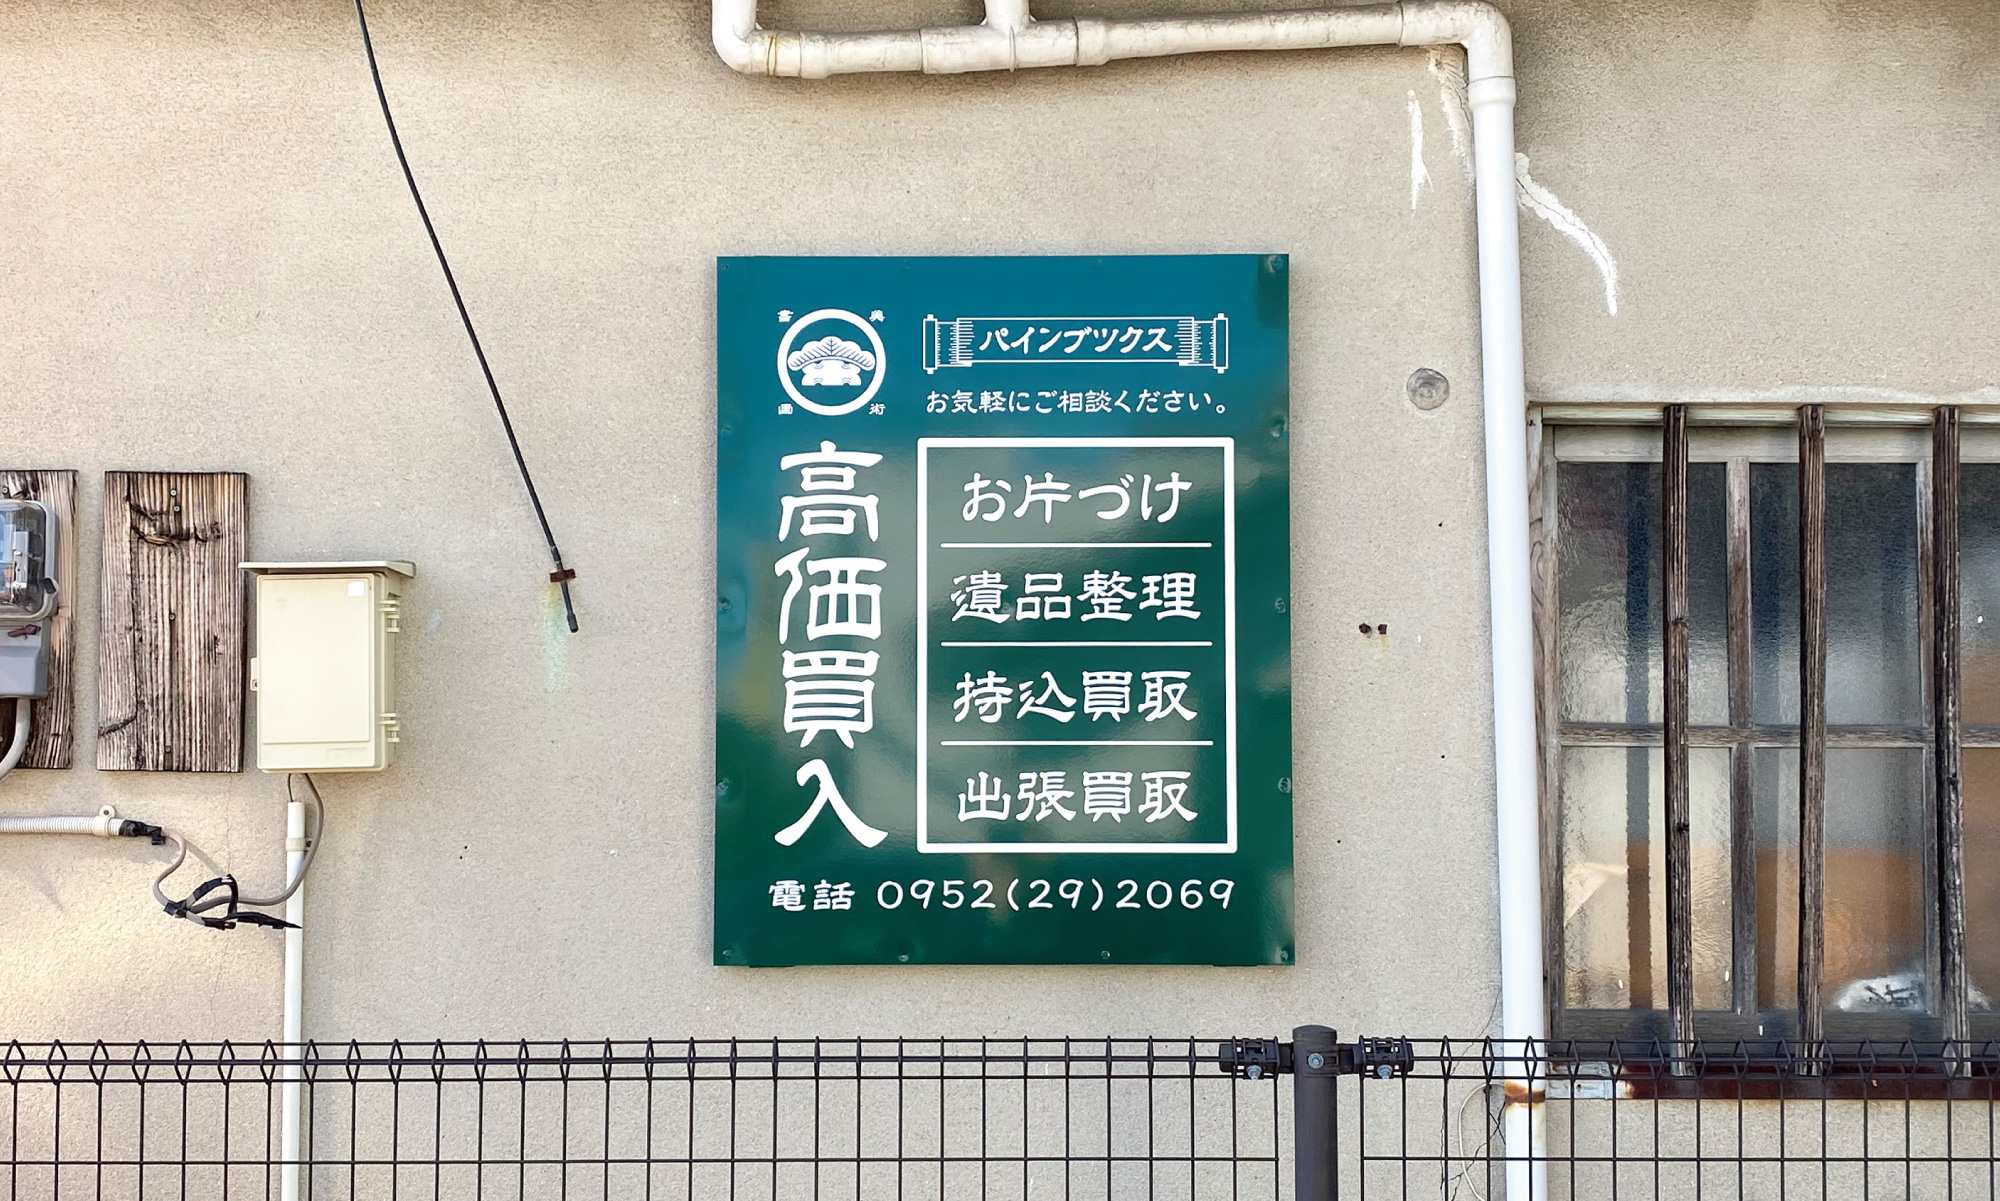 美術
圖書
パインブックス
お気軽にご相談ください。
高価買入
お片づけ
遺品整理
持込買取
出張買取
電話 0952(29)2069